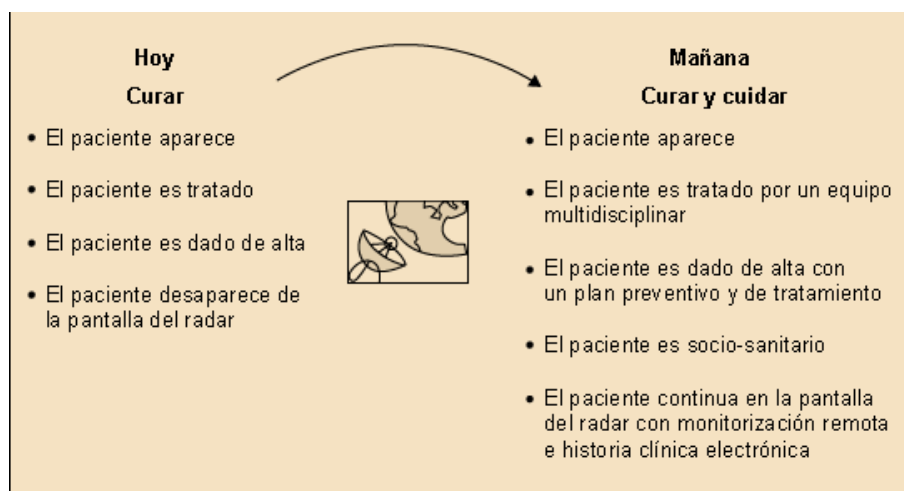 Hoy
Curar
• El paciente aparece
• El paciente es tratado
• El paciente es dado de alta
• El paciente desaparece de
la pantalla del radar
Mañana
Curar y cuidar
• El paciente aparece
• El paciente es tratado por un equipo
multidisciplinar
• El paciente es dado de alta con
un plan preventivo y de tratamiento
• El paciente es socio-sanitario
• El paciente continua en la pantalla
del radar con monitorización remota
e historia clínica electrónica